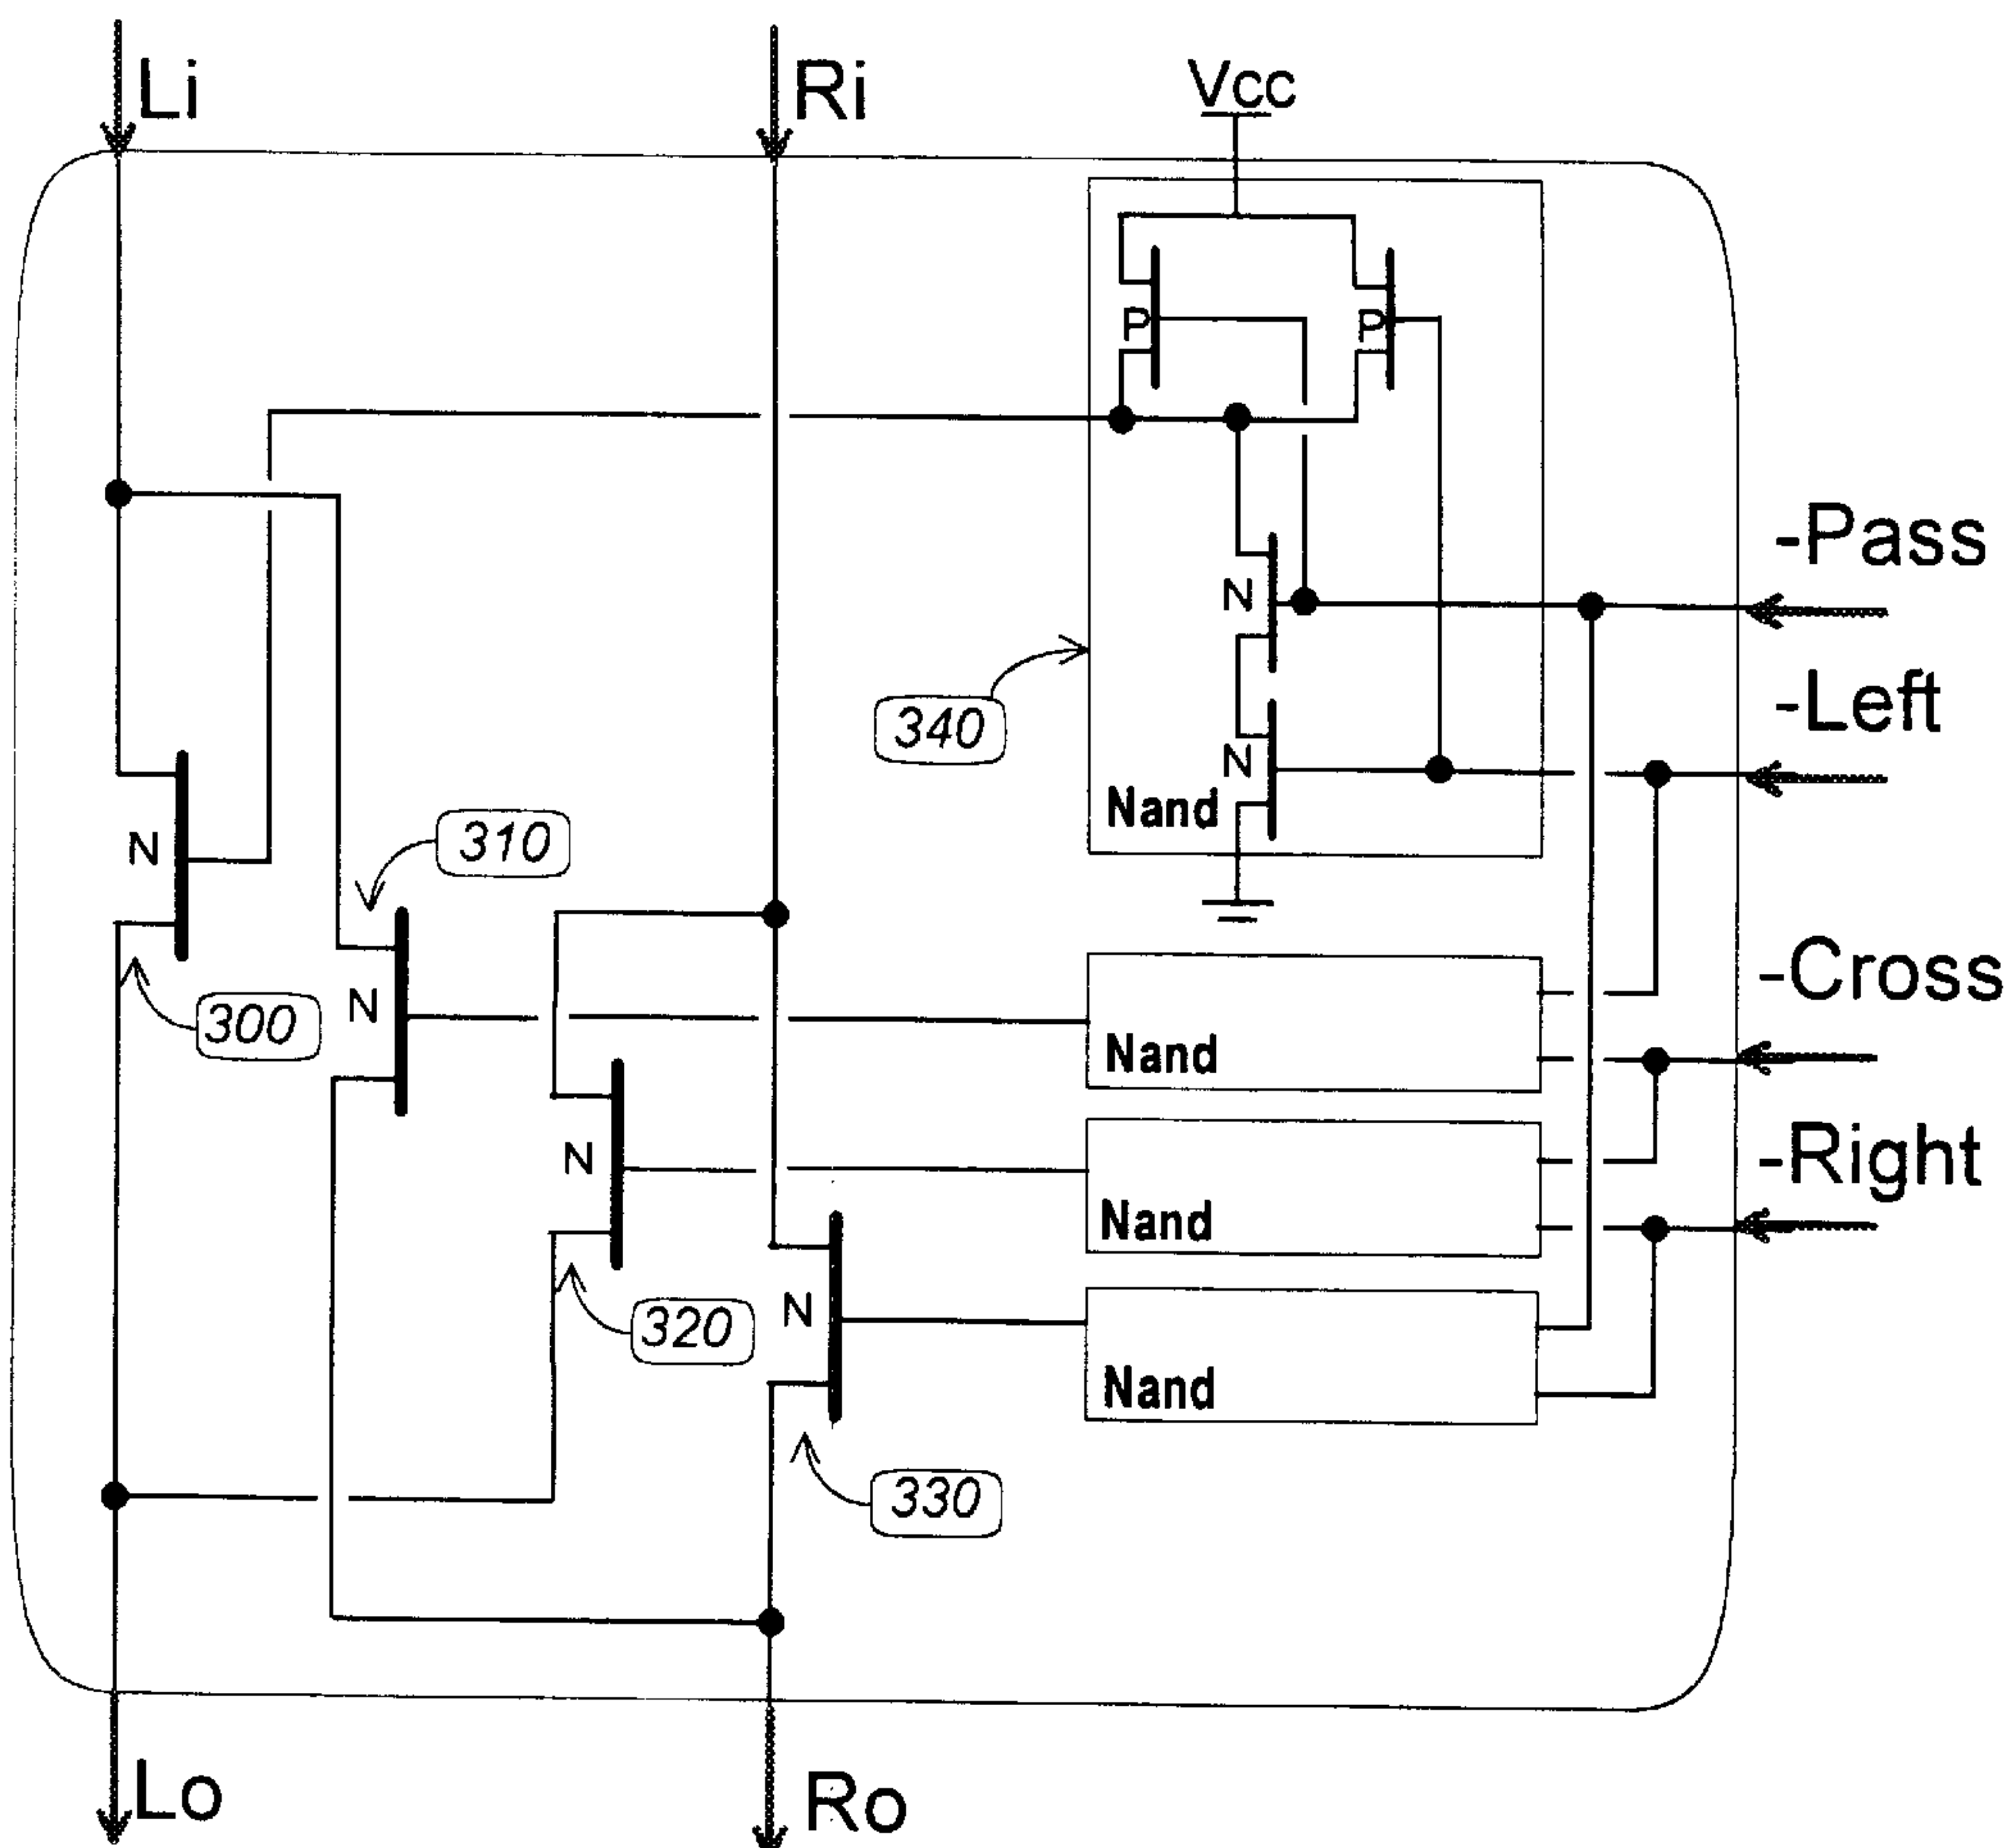 Li
Ri
Vcc
P
P
-Pass
N
-Left
340
N
Nand
N
310
-Cross
N
300
Nand
-Right
N
320
Nand
N
Nand
330
Lo
Ro